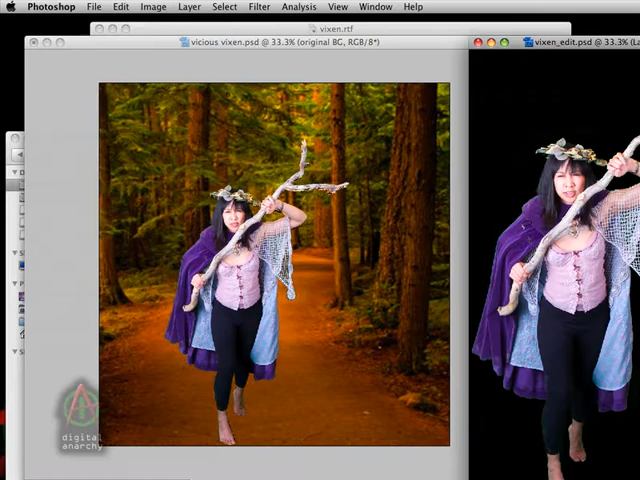 Photoshop File Edit Image Layer Select Filter Analysis View Window Help
vixen.rtf
vicious vixen.psd @ 33.3% (original BG, RGB/8*)
vixen_edit.psd @ 33.3% (La
digital
anarchy